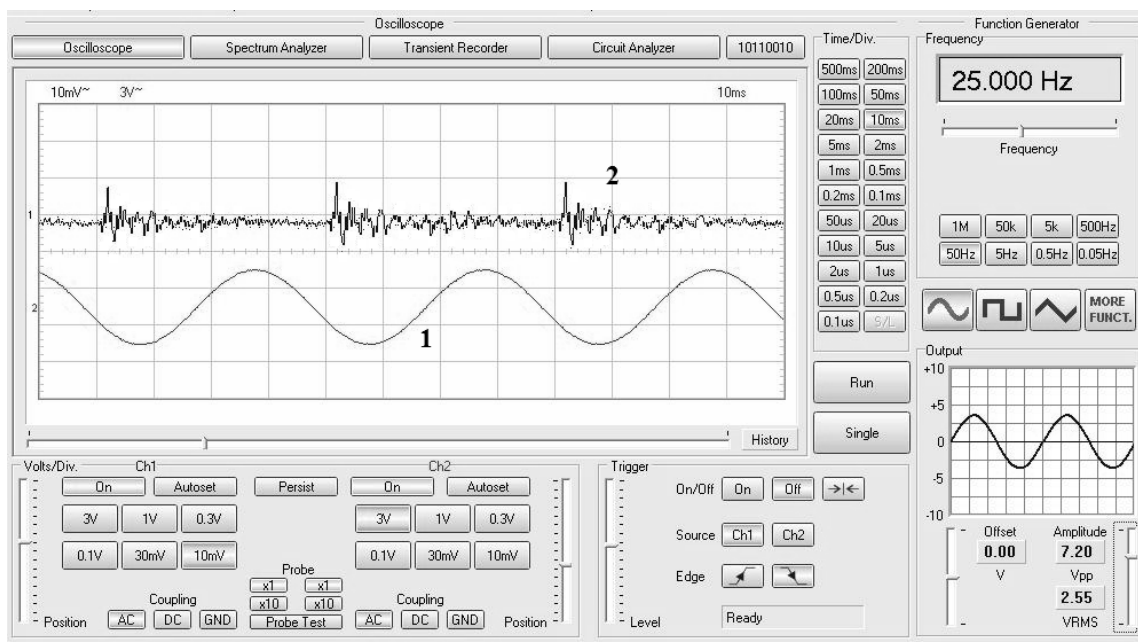 Oscilloscope
Oscilloscope Spectrum Analyzer Transient Recorder Circuit Analyzer 10110010
10mV~ 3V~ 10ms
2
1
2
1
History
Time/Div.
500ms 200ms
100ms 50ms
20ms 10ms
5ms 2ms
1ms 0.5ms
0.2ms 0.1ms
50us 20us
10us 5us
2us 1us
0.5us 0.2us
0.1us S/L
Run
Single
Function Generator
Frequency
25.000 Hz
Frequency
1M 50k 5k 500Hz
50Hz 5Hz 0.5Hz 0.05Hz
MORE
FUNCT.
Output
+10
+5
0
-5
-10
Offset Amplitude
0.00 7.20
V Vpp
2.55
VRMS
Volts/Div. Ch1 Ch2
On Autoset Persist On Autoset
3V 1V 0.3V 3V 1V 0.3V
0.1V 30mV 10mV 0.1V 30mV 10mV
Probe
x1 x1
x10 x10
Probe Test
Coupling Coupling
Position AC DC GND AC DC GND Position
Trigger
On/Off On Off
Source Ch1 Ch2
Edge
Level Ready